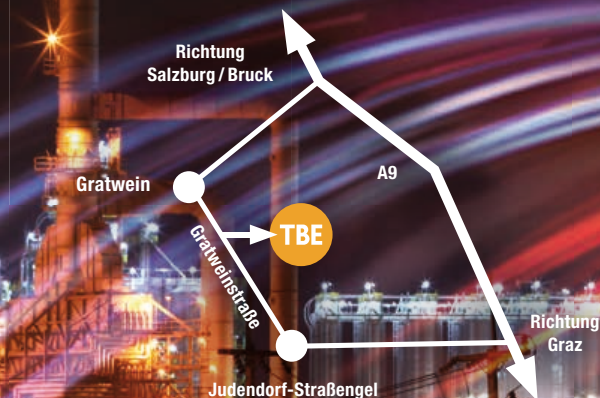 Richtung
Salzburg / Bruck
Gratwein
A9
TBE
Gratweinstraße
Richtung
Graz
Judendorf-Straßengel